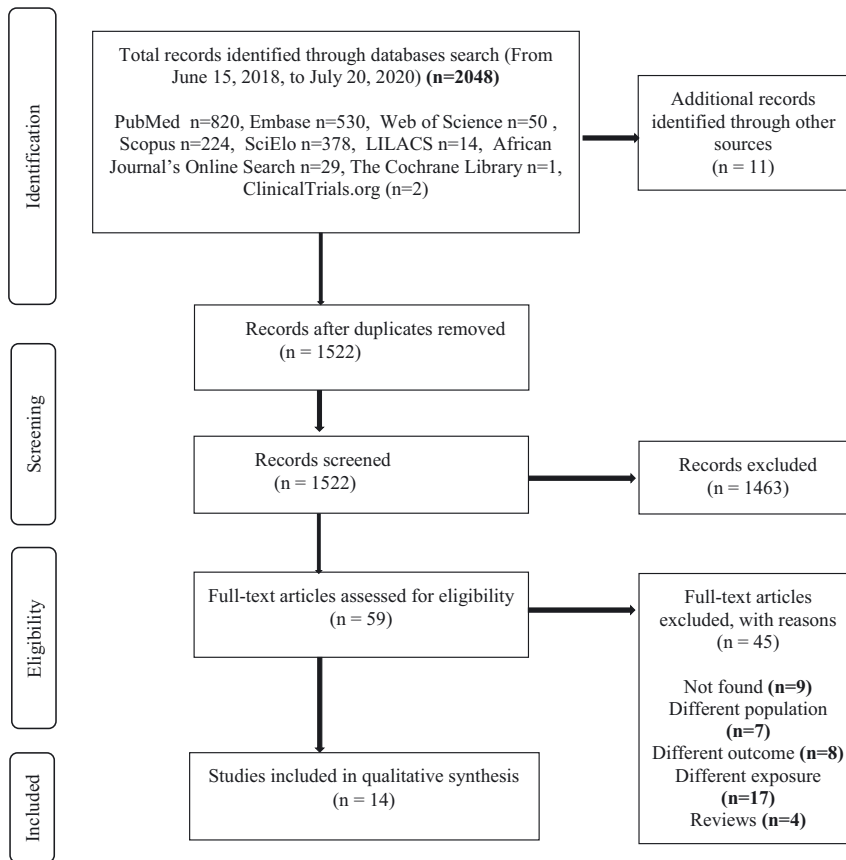 Identification
Total records identified through databases search (From
June 15, 2018, to July 20, 2020) (n=2048)
PubMed n=820, Embase n=530, Web of Science n=50 ,
Scopus n=224, SciElo n=378, LILACS n=14, African
Journal’s Online Search n=29, The Cochrane Library n=1,
ClinicalTrials.org (n=2)
Additional records
identified through other
sources
(n = 11)
Records after duplicates removed
(n = 1522)
Screening
Records screened
(n = 1522)
Records excluded
(n = 1463)
Eligibility
Full-text articles assessed for eligibility
(n = 59)
Full-text articles
excluded, with reasons
(n = 45)
Not found (n=9)
Different population
(n=7)
Different outcome (n=8)
Different exposure
(n=17)
Reviews (n=4)
Included
Studies included in qualitative synthesis
(n = 14)